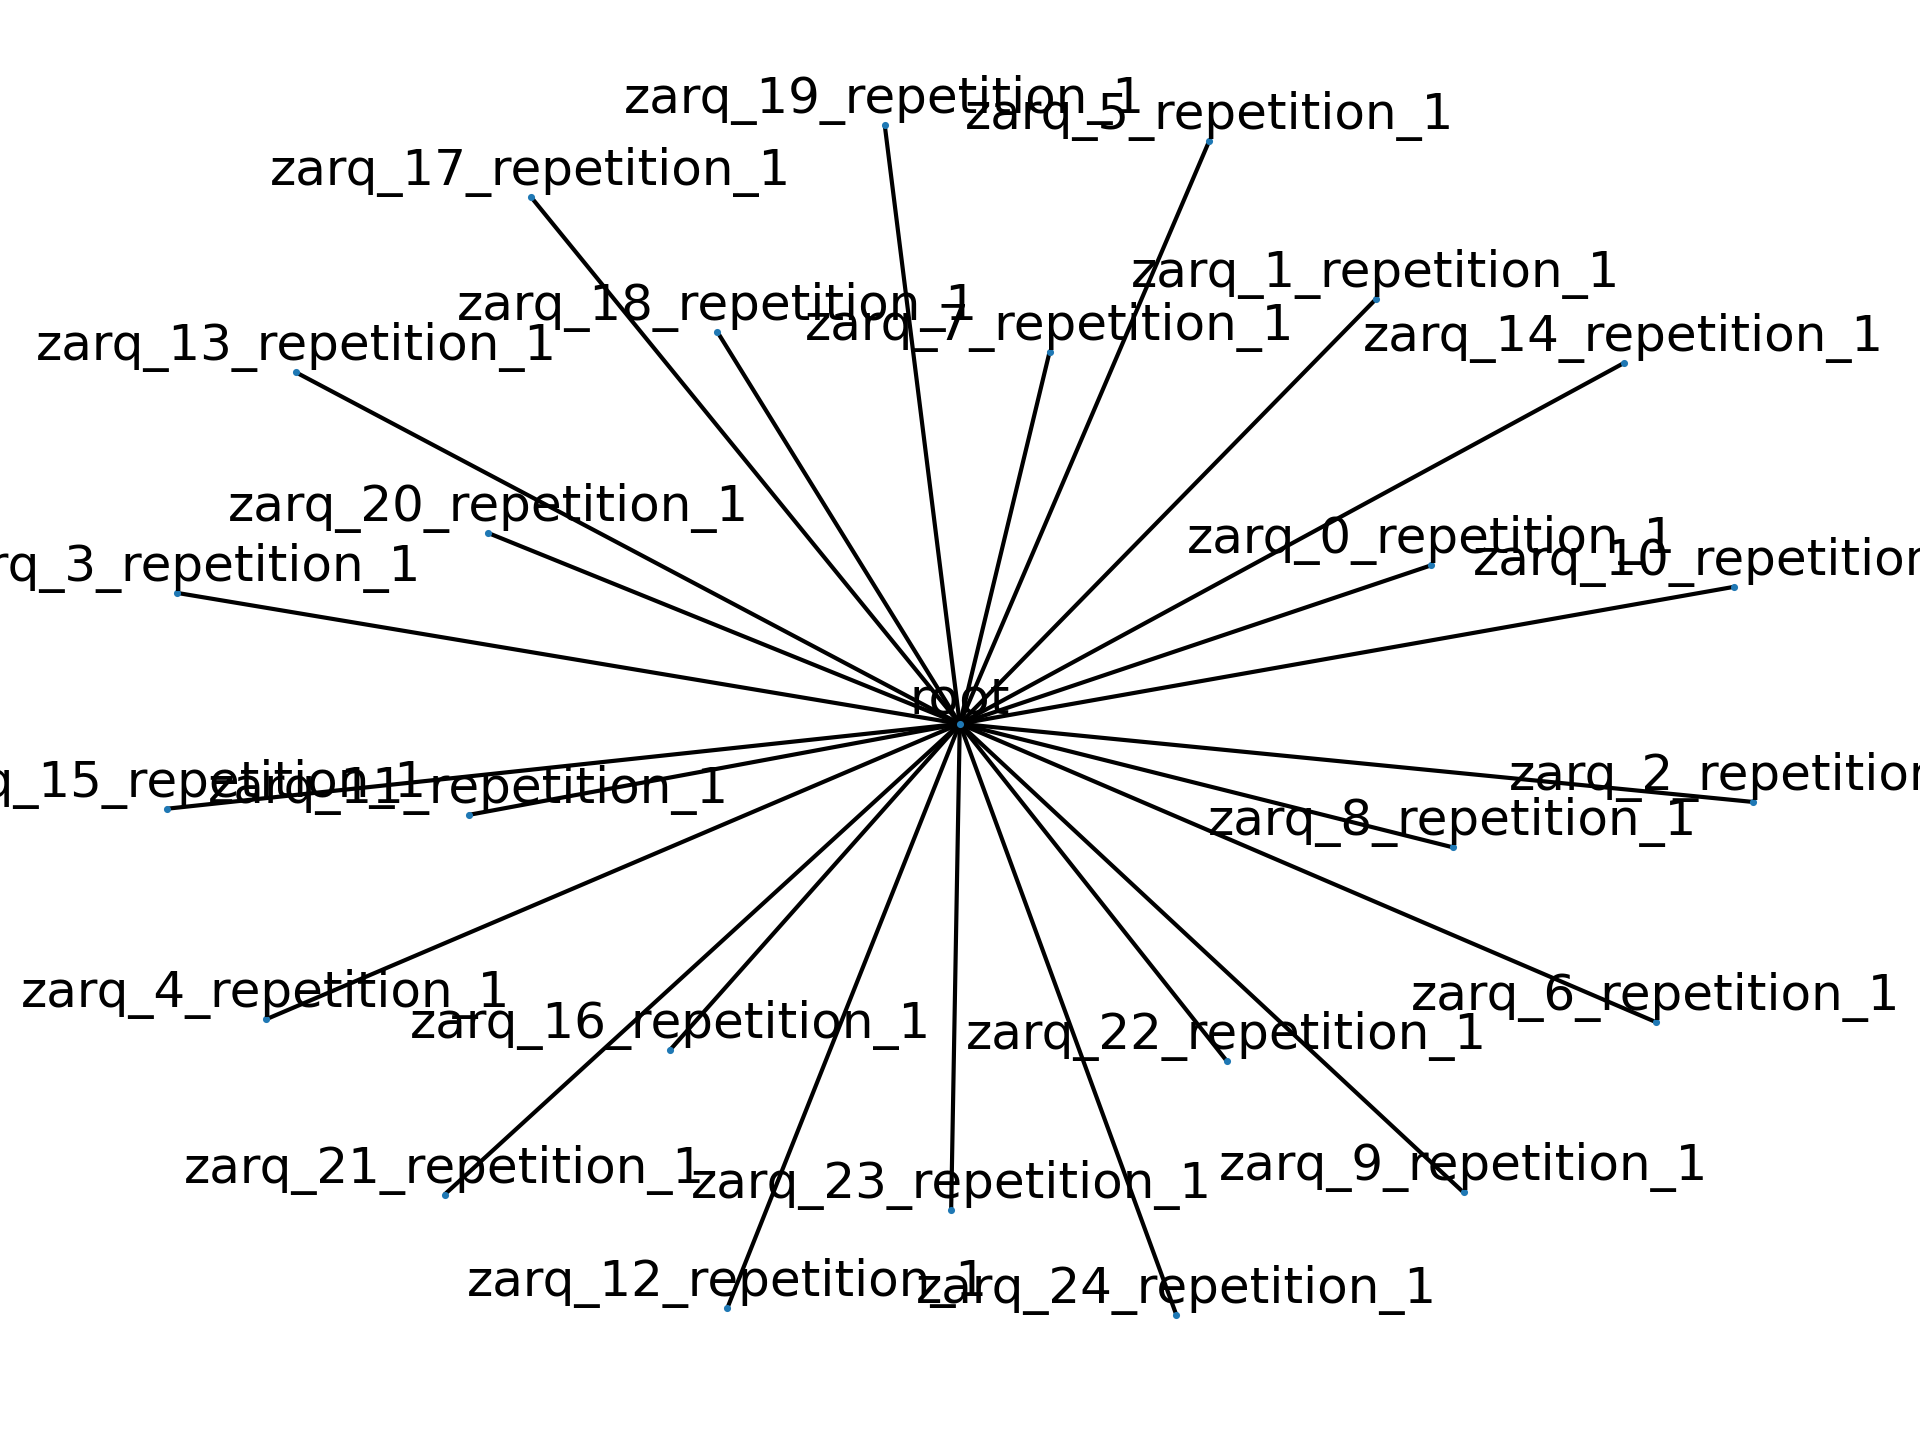 zarq_19_repetition_1
zarq_5_repetition_1
zarq_17_repetition_1
zarq_1_repetition_1
zarq_18_repetition_1
zarq_7_repetition_1
zarq_14_repetition_1
zarq_13_repetition_1
zarq_20_repetition_1
zarq_0_repetition_1
zarq_10_repetition
rq_3_repetition_1
root
zarq_2_repetition
q_15_repetition_1
zarq_11_repetition_1
zarq_8_repetition_1
zarq_4_repetition_1
zarq_6_repetition_1
zarq_16_repetition_1
zarq_22_repetition_1
zarq_21_repetition_1
zarq_9_repetition_1
zarq_23_repetition_1
zarq_12_repetition_1
zarq_24_repetition_1